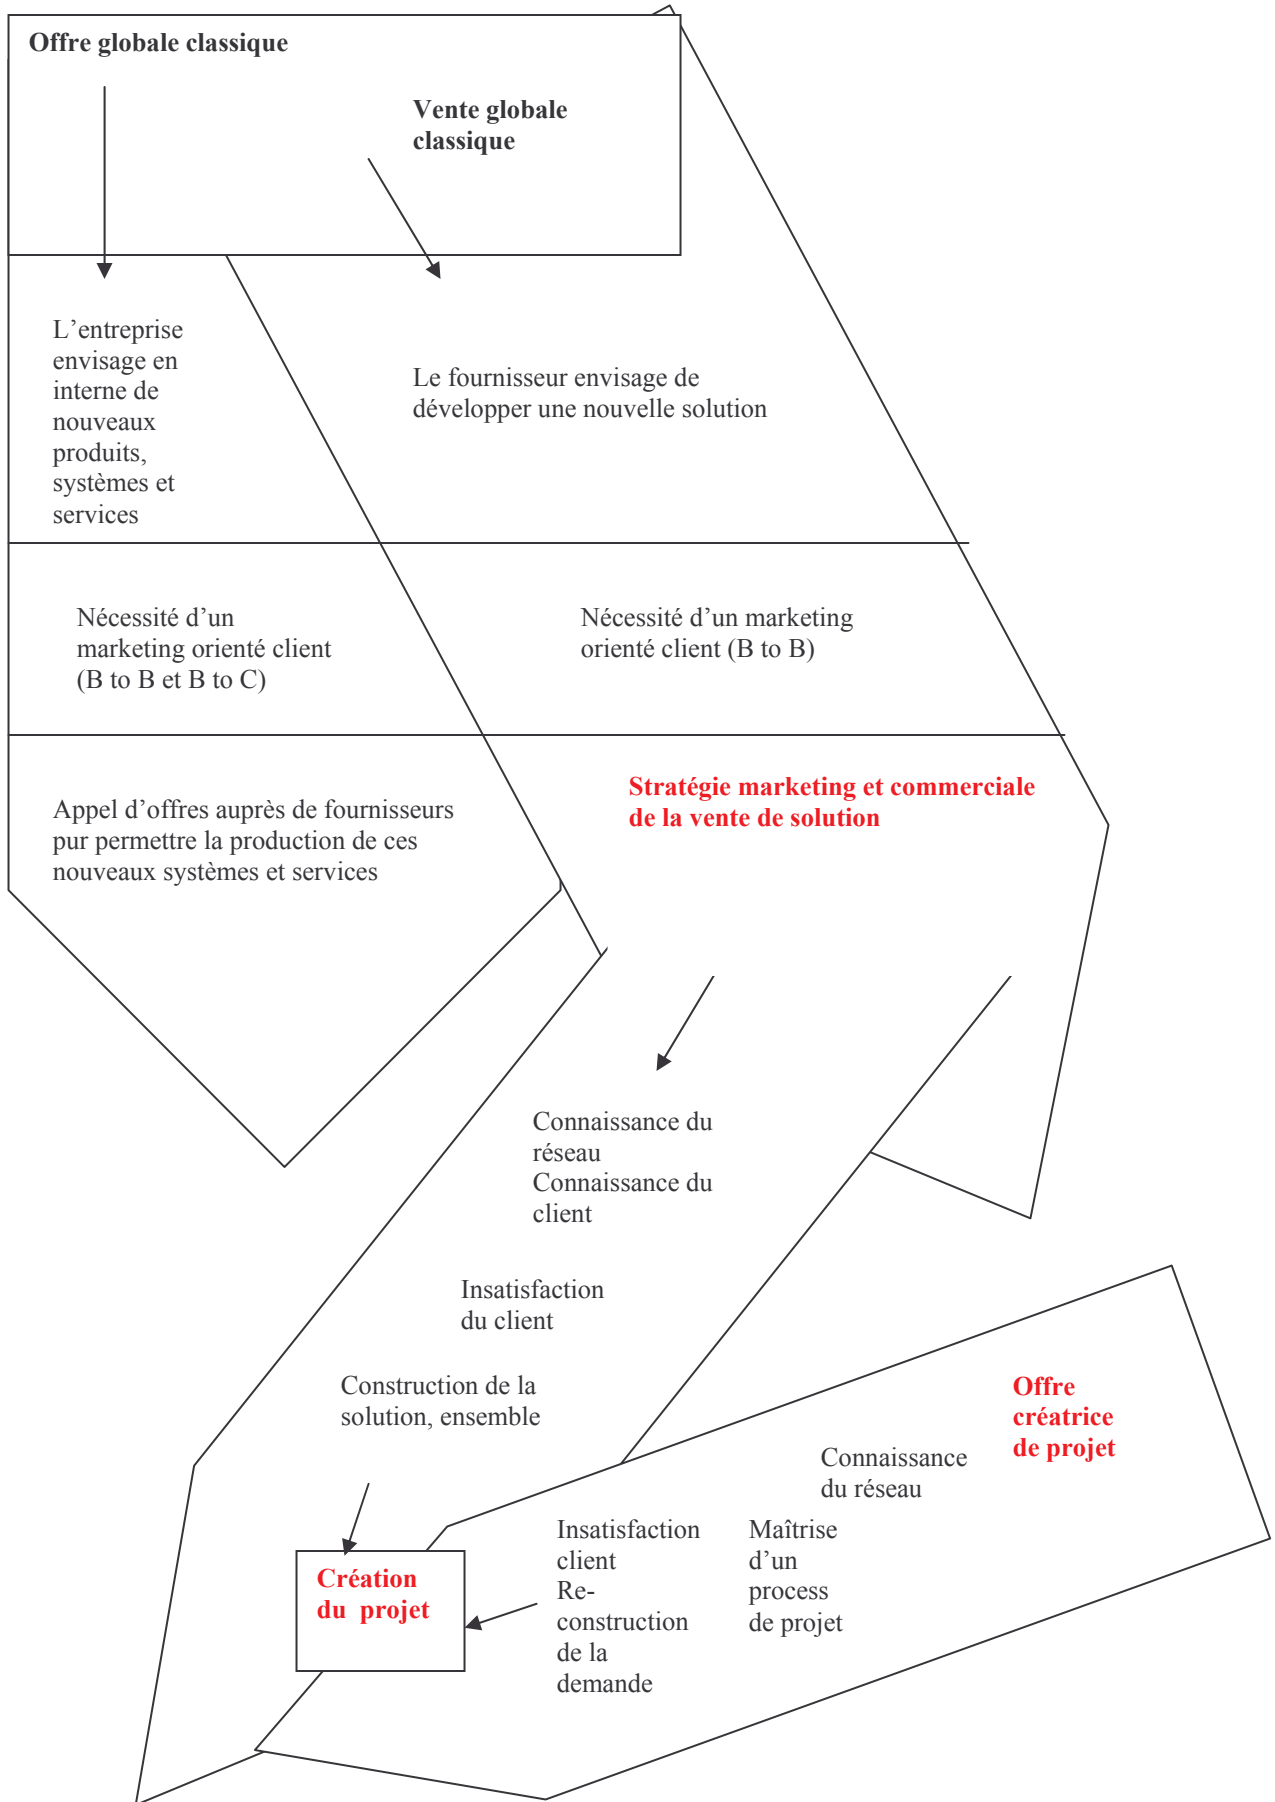 Offre globale classique
Vente globale
classique
L’entreprise
envisage en
interne de
nouveaux
produits,
systèmes et
services
Le fournisseur envisage de
développer une nouvelle solution
Nécessité d’un
marketing orienté client
(B to B et B to C)
Nécessité d’un marketing
orienté client (B to B)
Appel d’offres auprès de fournisseurs
pur permettre la production de ces
nouveaux systèmes et services
Stratégie marketing et commerciale
de la vente de solution
Connaissance du
réseau
Connaissance du
client
Insatisfaction
du client
Construction de la
solution, ensemble
Offre
créatrice
de projet
Connaissance
du réseau
Insatisfaction
client
Re-
construction
de la
demande
Maîtrise
d’un
process
de projet
Création
du  projet